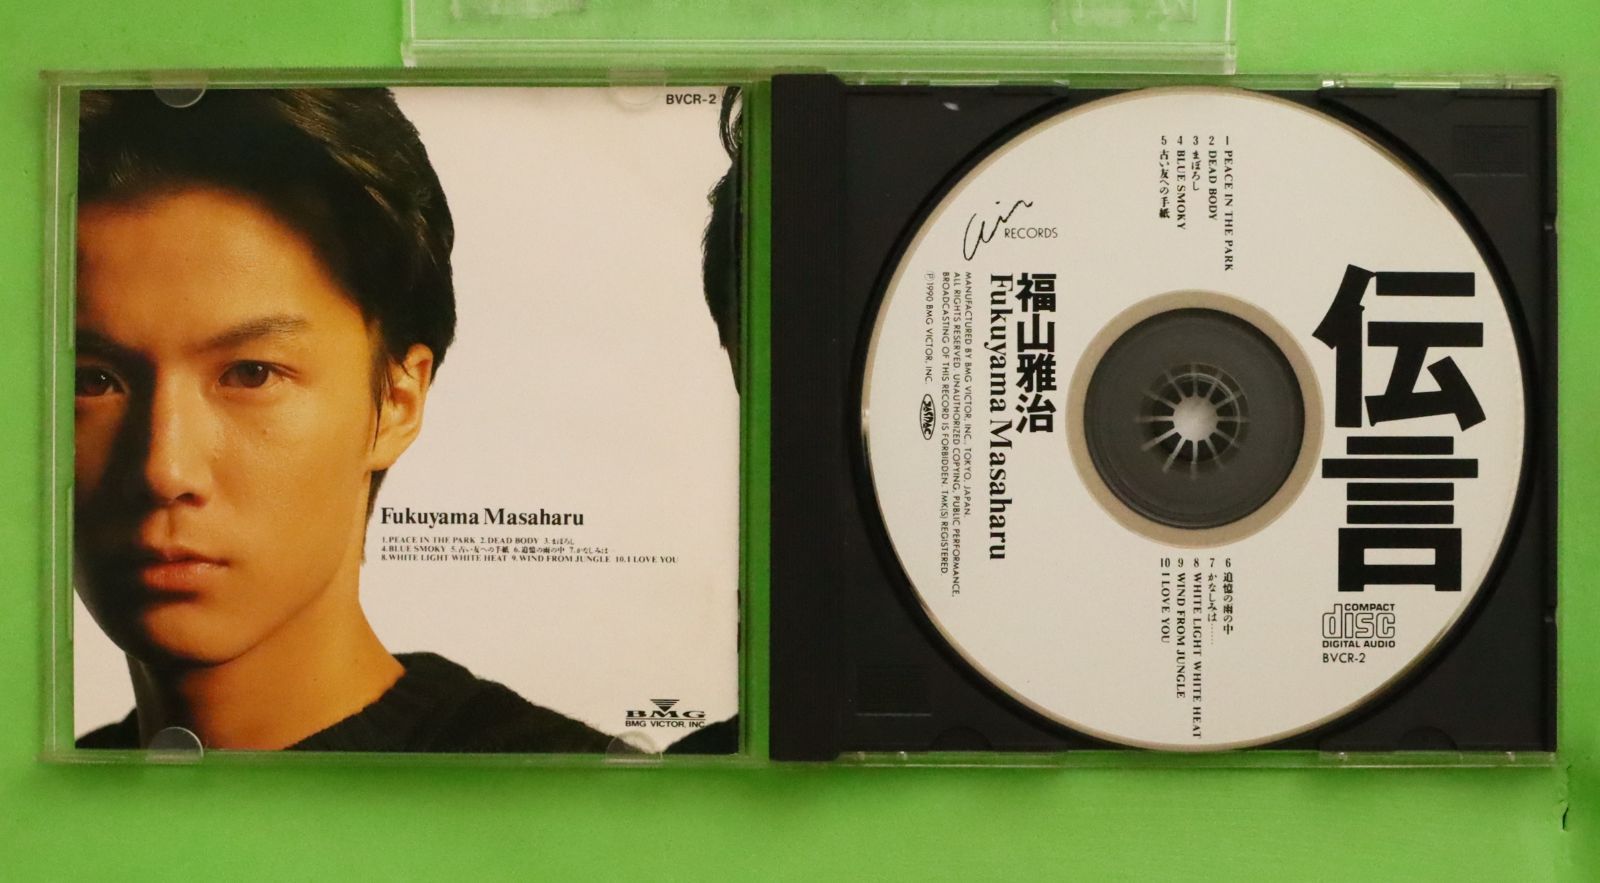 BVCR-2
Fukuyama Masaharu
1.PEACE IN THE PARK 2.DEAD BODY 3.まぼろし
4.BLUE SMOKY 5.古い友への手紙 6.追憶の雨の中 7.かなしみは…
8.WHITE LIGHT WHITE HEAT 9.WIND FROM JUNGLE 10.I LOVE YOU
BMG
BMG VICTOR, INC.
伝言
1 PEACE IN THE PARK
2 DEAD BODY
3 まぼろし
4 BLUE SMOKY
5 古い友への手紙
6 追憶の雨の中
7 かなしみは……
8 WHITE LIGHT WHITE HEAT
9 WIND FROM JUNGLE
10 I LOVE YOU
COMPACT
disc
DIGITAL AUDIO
BVCR-2
air RECORDS
福山雅治
Fukuyama Masaharu
MANUFACTURED BY BMG VICTOR, INC., TOKYO, JAPAN.
ALL RIGHTS RESERVED. UNAUTHORIZED COPYING, PUBLIC PERFORMANCE,
BROADCASTING OF THIS RECORD IS FORBIDDEN. TMK(S) REGISTERED.
℗ 1990 BMG VICTOR, INC.
JASRAC